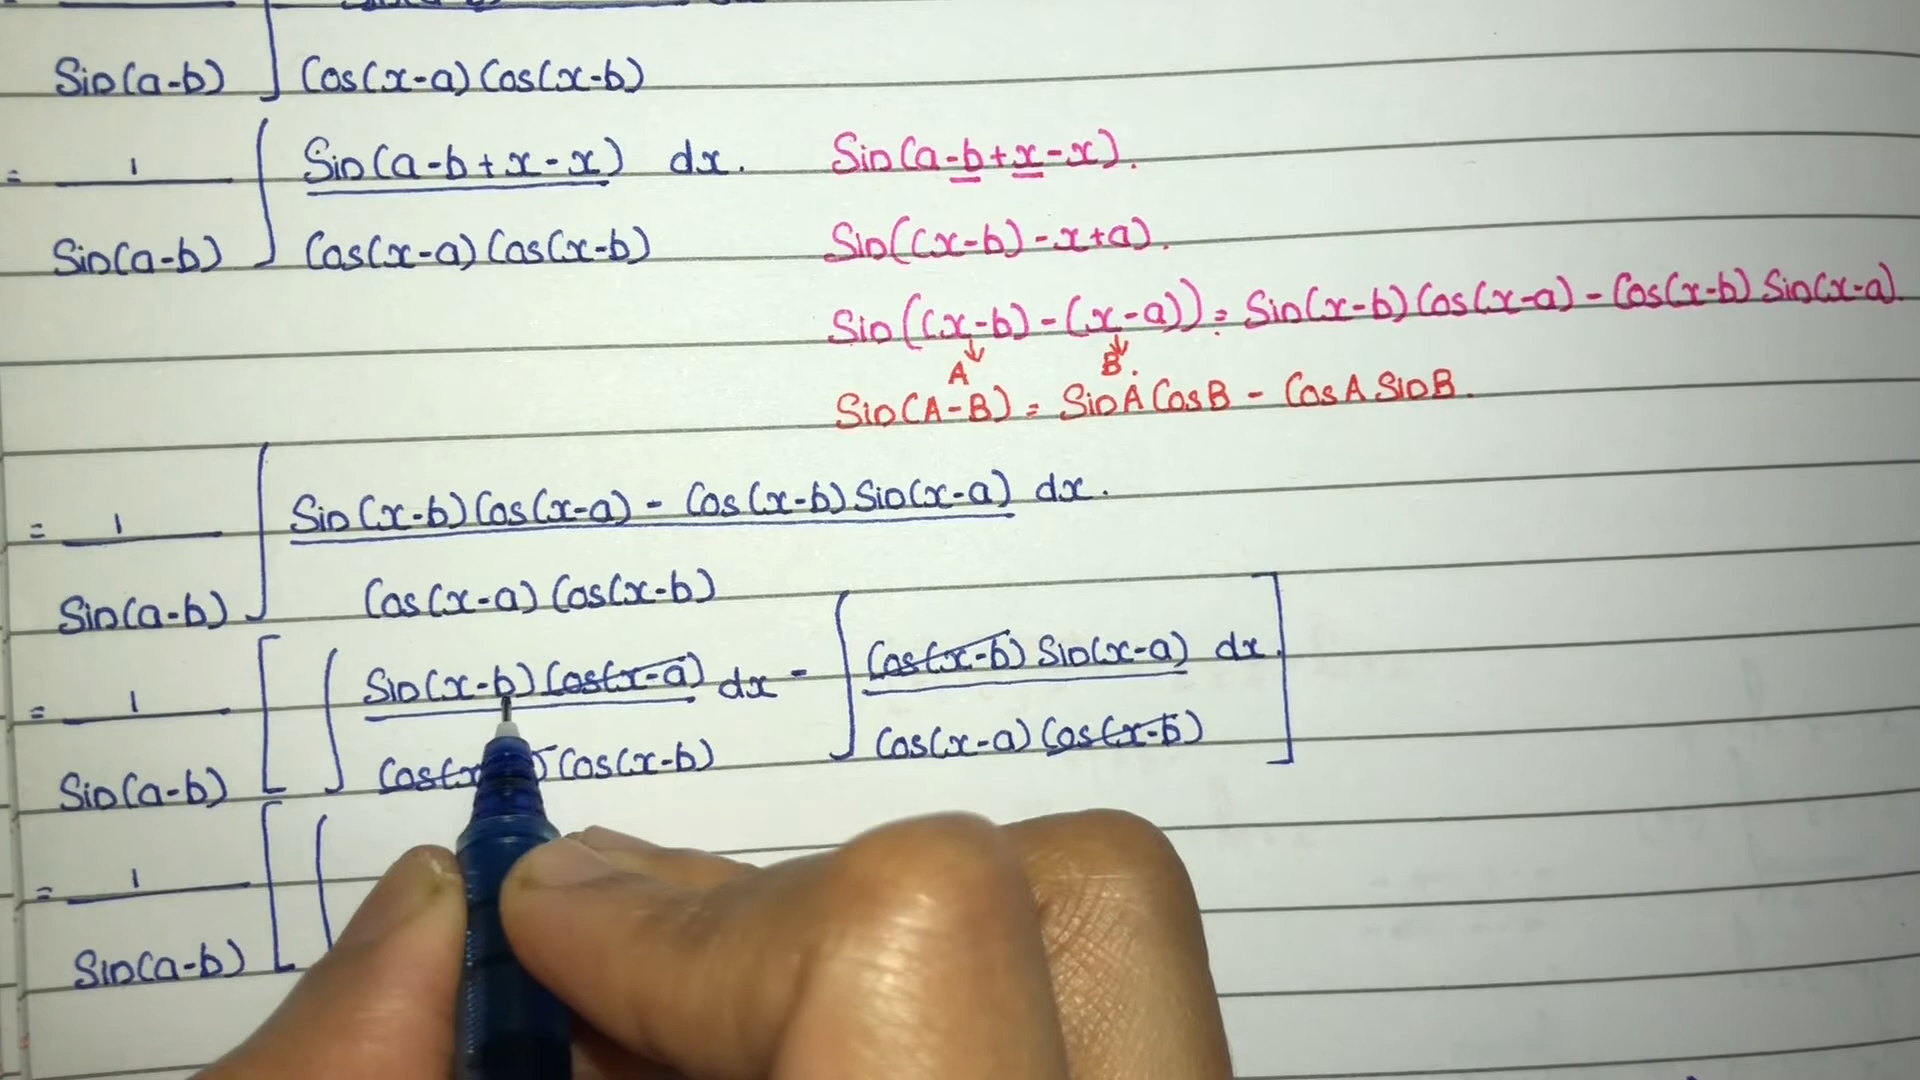 Sin(a-b) ∫ Cos(x-a) Cos(x-b)
= 1 ∫ Sin(a-b+x-x) dx. Sin(a-b+x-x).
Sin(a-b) Cos(x-a) Cos(x-b) Sin((x-b)-x+a).
Sin((x-b)-(x-a)) = Sin(x-b) Cos(x-a) - Cos(x-b) Sin(x-a).
A B.
Sin(A-B) = SinA CosB - CosA SinB.
= 1 ∫ Sin(x-b) Cos(x-a) - Cos(x-b) Sin(x-a) dx.
Sin(a-b) Cos(x-a) Cos(x-b)
= 1 [ ∫ Sin(x-b) Cos(x-a) dx - ∫ Cos(x-b) Sin(x-a) dx ]
Sin(a-b) Cos(x Cos(x-b) Cos(x-a) Cos(x-b)
= 1 [ ∫
Sin(a-b)